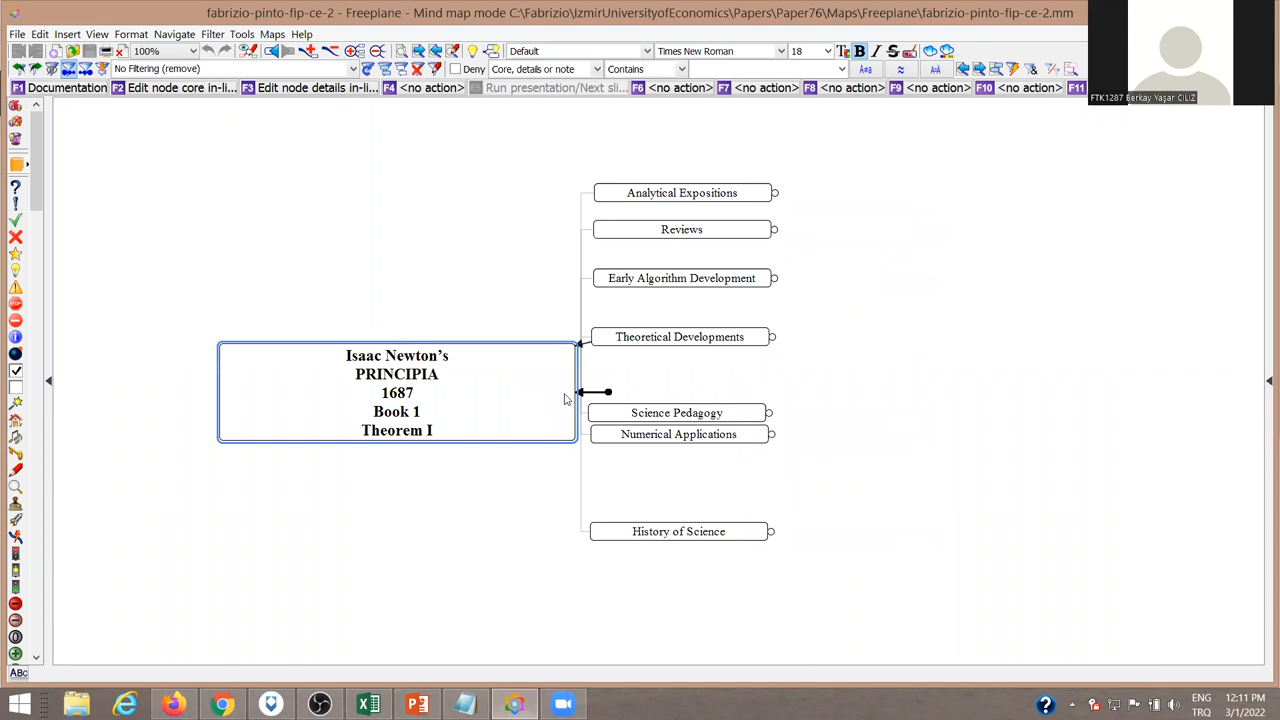 fabrizio-pinto-flp-ce-2 - Freeplane - Mind map mode C:\Fabrizio\IzmirUniversityofEconomics\Papers\Paper76\Maps\Freeplane\fabrizio-pinto-flp-ce-2.mm
File Edit Insert View Format Navigate Filter Tools Maps Help
100% Default Times New Roman 18
No Filtering (remove) Deny Core, details or note Contains
F1 Documentation F2 Edit node core in-li... F3 Edit node details in-li... F4 <no action> Run presentation/Next sli... F6 <no action> F7 <no action> F8 <no action> F9 <no action> F10 <no action> F11
FTK1287 Berkay Yaşar CİLİZ
Analytical Expositions
Reviews
Early Algorithm Development
Theoretical Developments
Isaac Newton’s
PRINCIPIA
1687
Book 1
Theorem I
Science Pedagogy
Numerical Applications
History of Science
ABc
ENG 12:11 PM
TRQ 3/1/2022